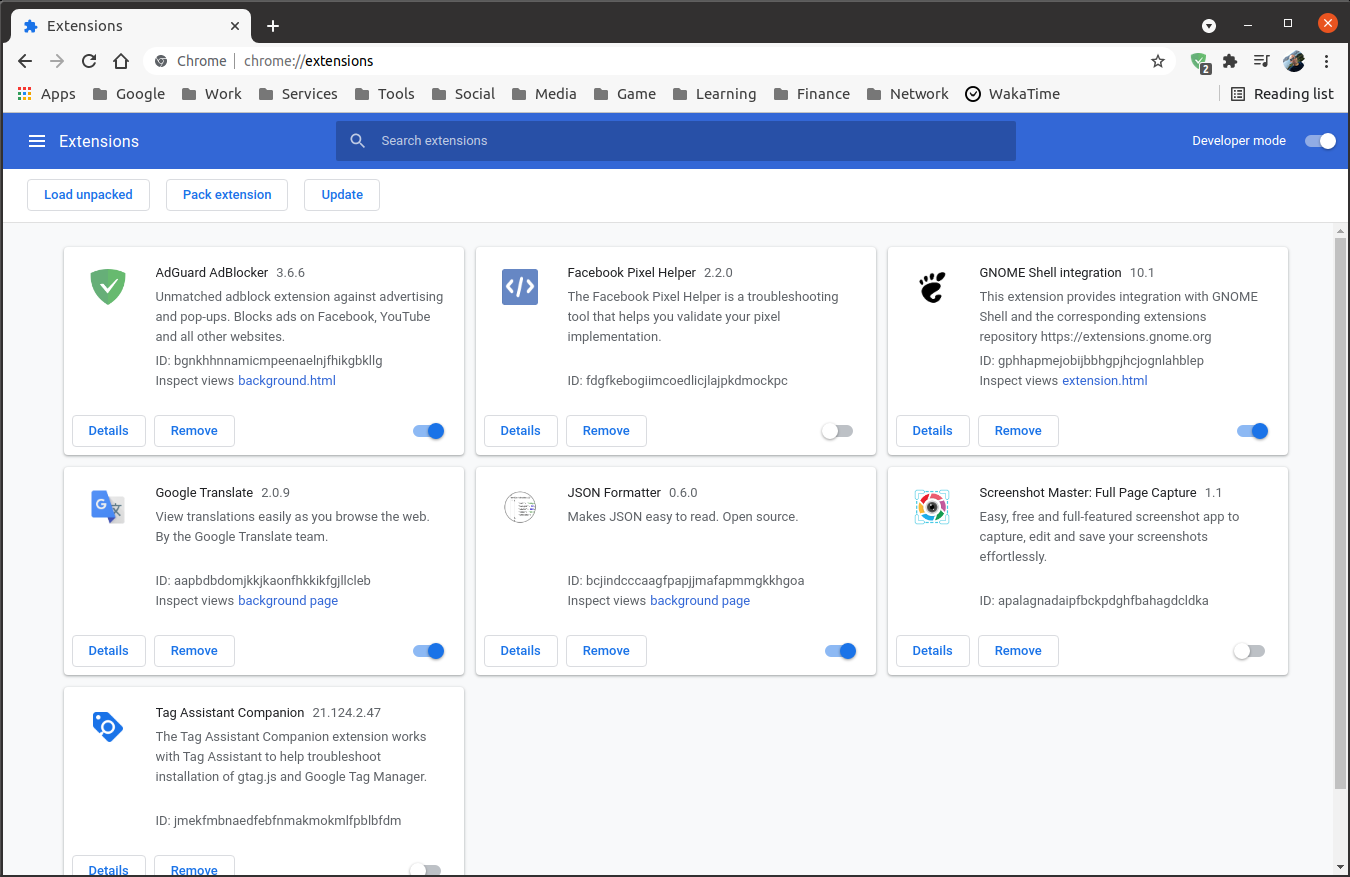 Extensions
Chrome chrome://extensions
2
Apps Google Work Services Tools Social Media Game Learning Finance Network WakaTime Reading list
Extensions Search extensions Developer mode
Load unpacked Pack extension Update
AdGuard AdBlocker 3.6.6
Unmatched adblock extension against advertising
and pop-ups. Blocks ads on Facebook, YouTube
and all other websites.
ID: bgnkhhnnamicmpeenaelnjfhikgbkllg
Inspect views background.html
Details Remove
Facebook Pixel Helper 2.2.0
The Facebook Pixel Helper is a troubleshooting
tool that helps you validate your pixel
implementation.
ID: fdgfkebogiimcoedlicjlajpkdmockpc
Details Remove
GNOME Shell integration 10.1
This extension provides integration with GNOME
Shell and the corresponding extensions
repository https://extensions.gnome.org
ID: gphhapmejobijbbhgpjhcjognlahblep
Inspect views extension.html
Details Remove
Google Translate 2.0.9
View translations easily as you browse the web.
By the Google Translate team.
ID: aapbdbdomjkkjkaonfhkkikfgjllcleb
Inspect views background page
Details Remove
JSON Formatter 0.6.0
Makes JSON easy to read. Open source.
ID: bcjindcccaagfpapjjmafapmmgkkhgoa
Inspect views background page
Details Remove
Screenshot Master: Full Page Capture 1.1
Easy, free and full-featured screenshot app to
capture, edit and save your screenshots
effortlessly.
ID: apalagnadaipfbckpdghfbahagdcldka
Details Remove
Tag Assistant Companion 21.124.2.47
The Tag Assistant Companion extension works
with Tag Assistant to help troubleshoot
installation of gtag.js and Google Tag Manager.
ID: jmekfmbnaedfebfnmakmokmlfpblbfdm
Details Remove